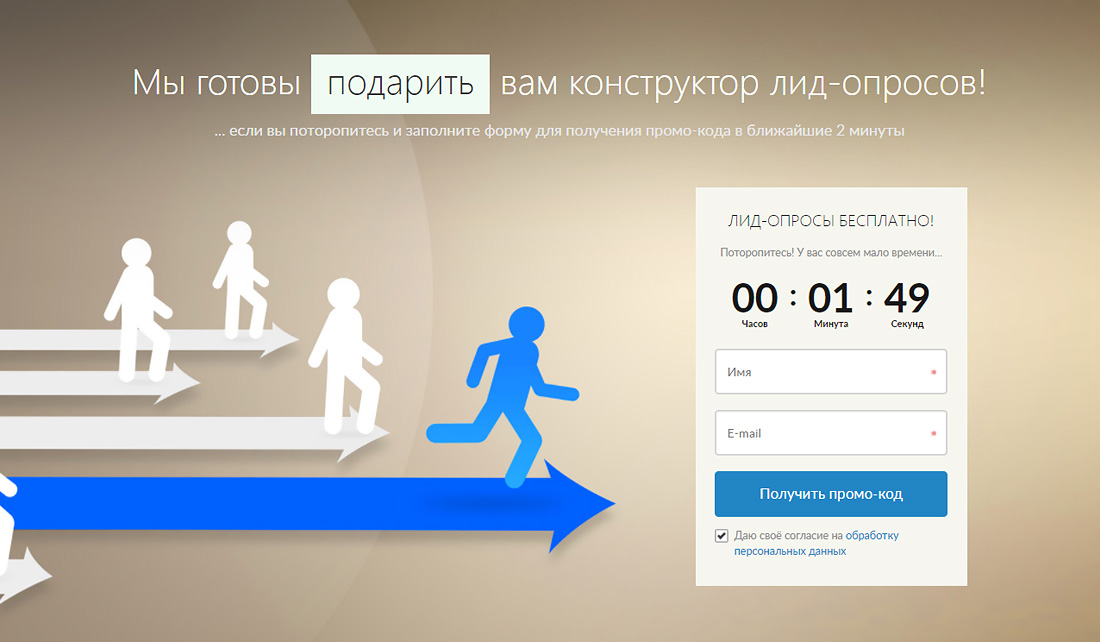 Мы готовы подарить вам конструктор лид-опросов!
... если вы поторопитесь и заполните форму для получения промо-кода в ближайшие 2 минуты
ЛИД-ОПРОСЫ БЕСПЛАТНО!
Поторопитесь! У вас совсем мало времени...
00 : 01 : 49
Часов Минута Секунд
Имя *
E-mail *
Получить промо-код
Даю своё согласие на обработку
персональных данных